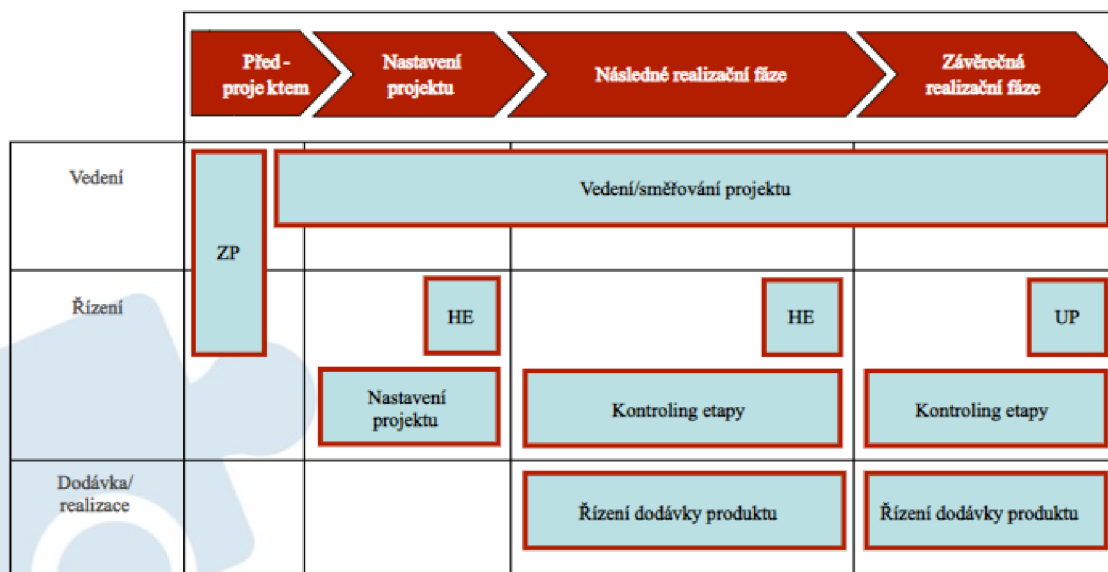 Před -
proje ktem
Nastavení
projektu
Následné realizační fáze
Závěrečná
realizační fáze
Vedení
Vedení/směřování projektu
ZP
Řízení
HE
HE
UP
Nastavení
projektu
Kontroling etapy
Kontroling etapy
Dodávka/
realizace
Řízení dodávky produktu
Řízení dodávky produktu